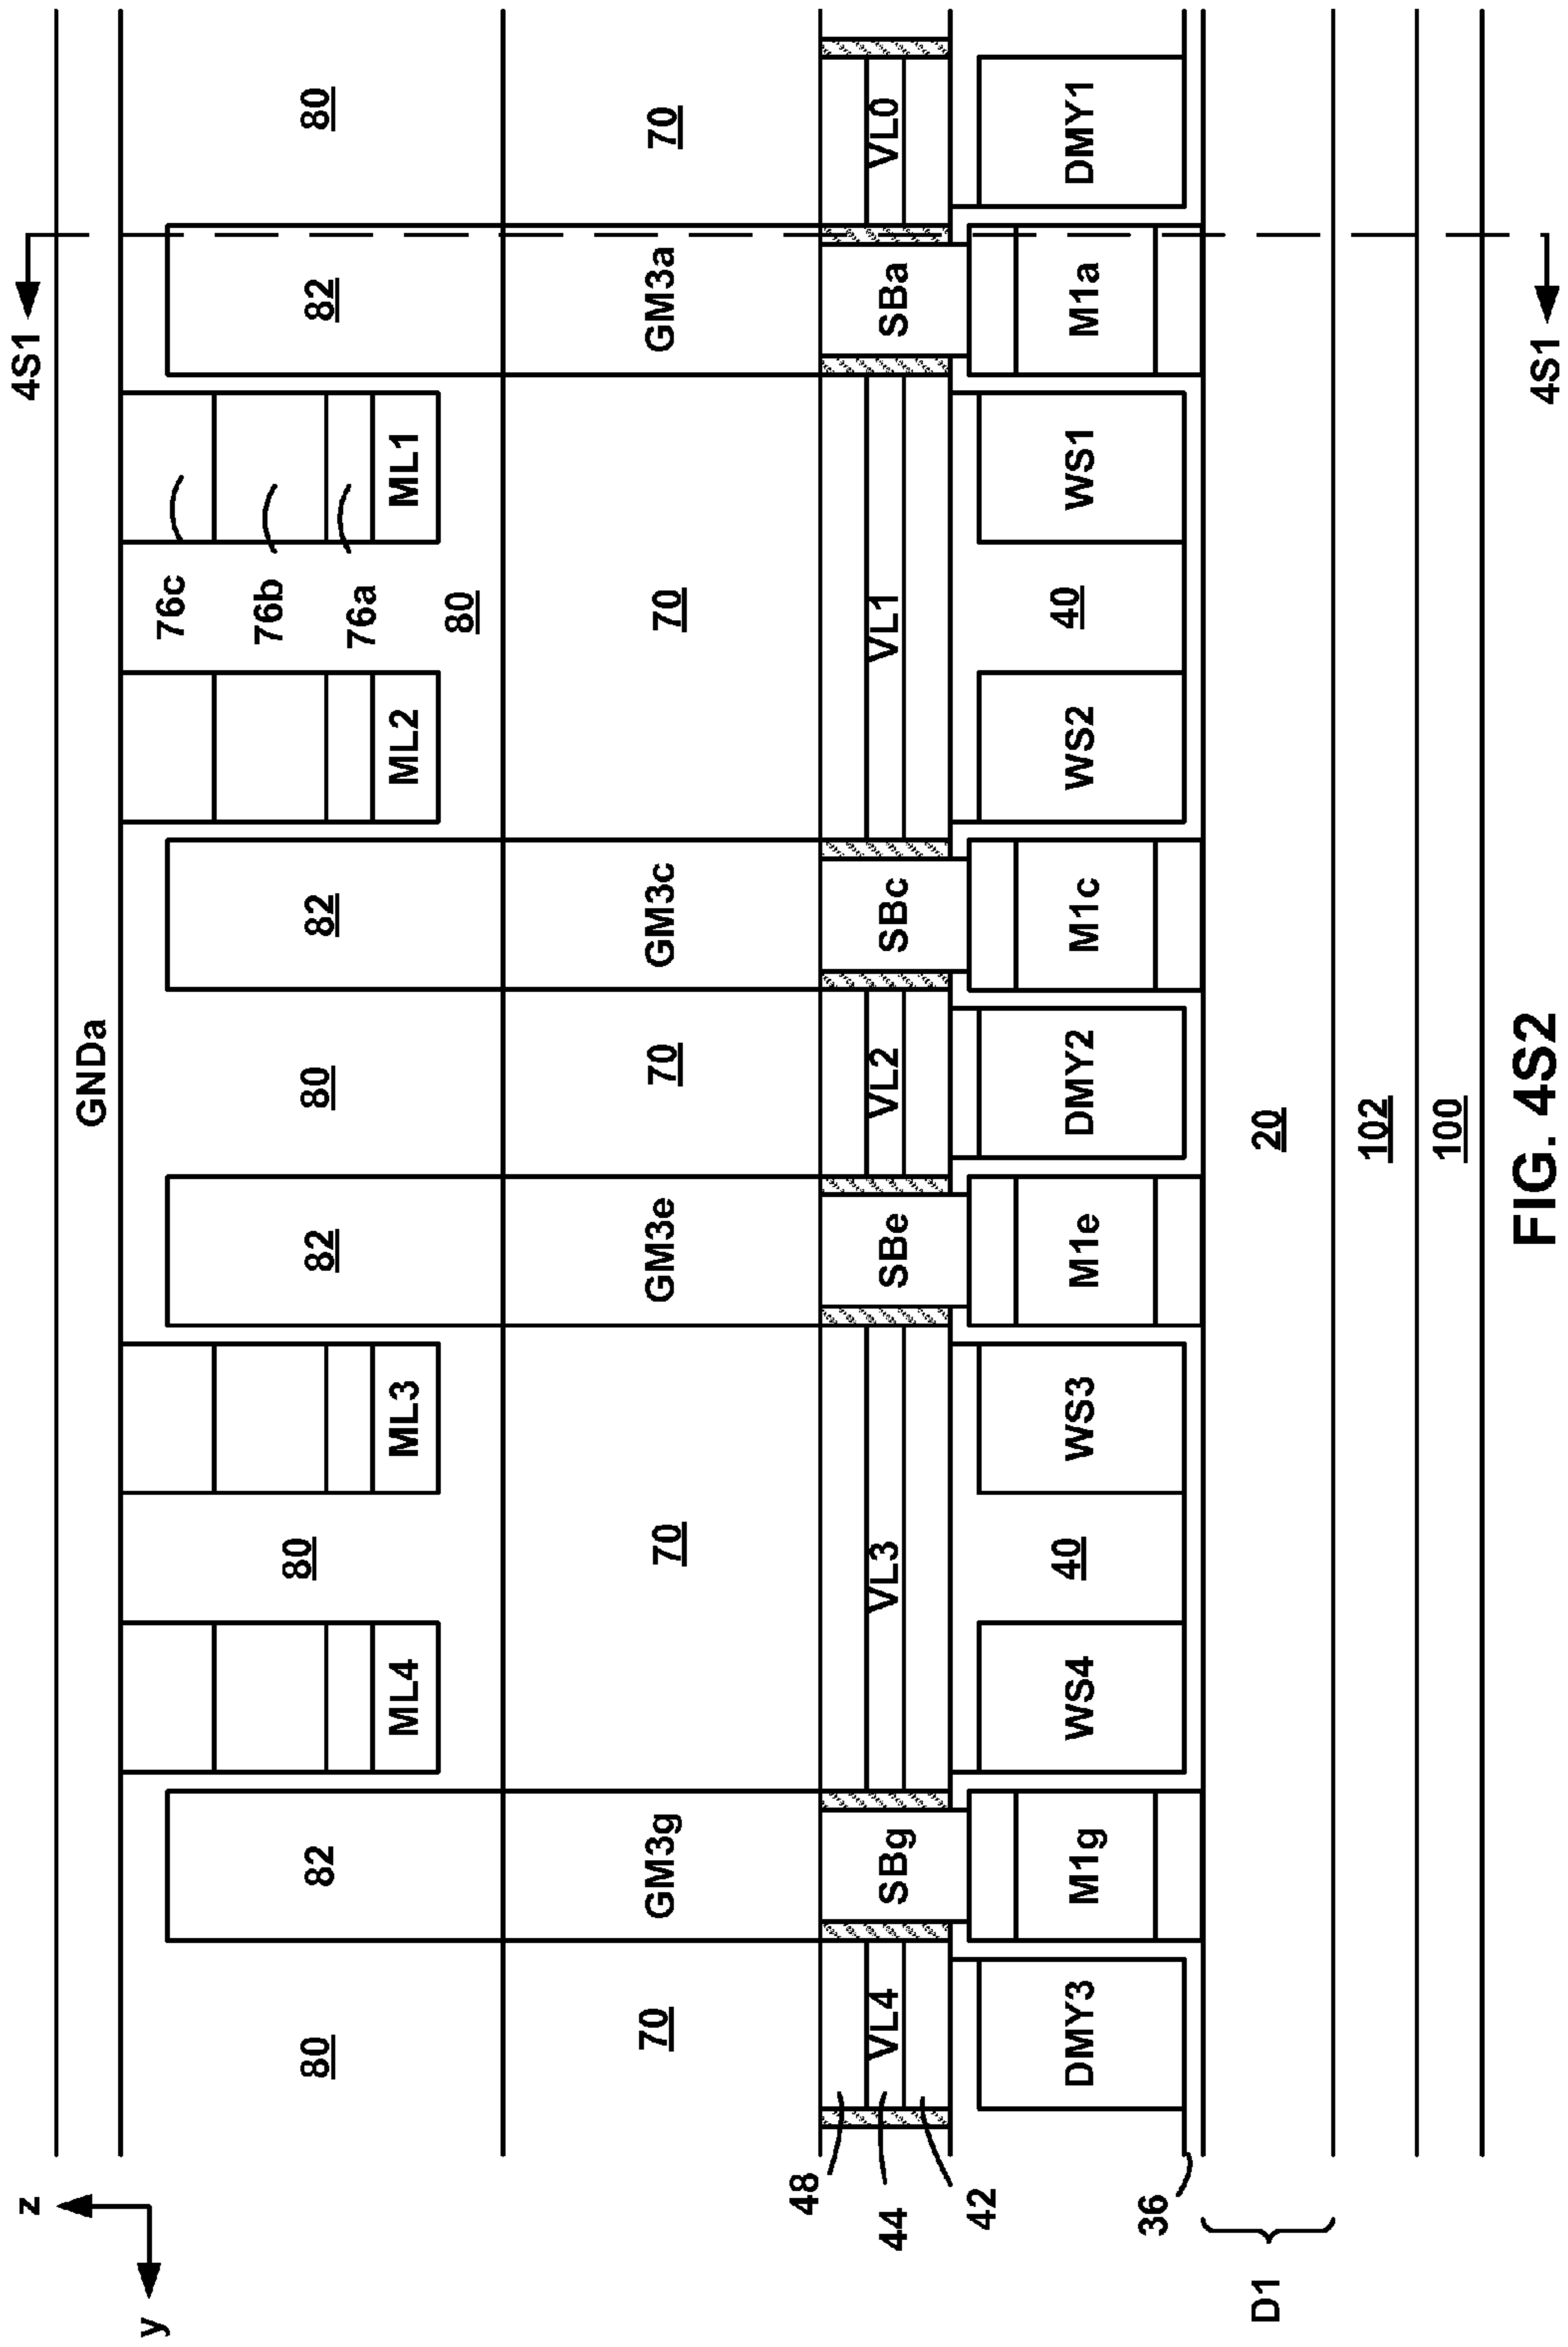 z 4S1
GNDa
y
76c
76b
80 82 80 82 80 82 82 80
76a
ML4 ML3 ML2 ML1
80
70 GM3g 70 GM3e 70 GM3c 70 GM3a 70
48
VL4 SBg VL3 SBe VL2 SBc VL1 SBa VL0
44
42
DMY3 M1g WS4 40 WS3 M1e DMY2 M1c WS2 40 WS1 M1a DMY1
36
D1 20
102
100
4S1
FIG. 4S2